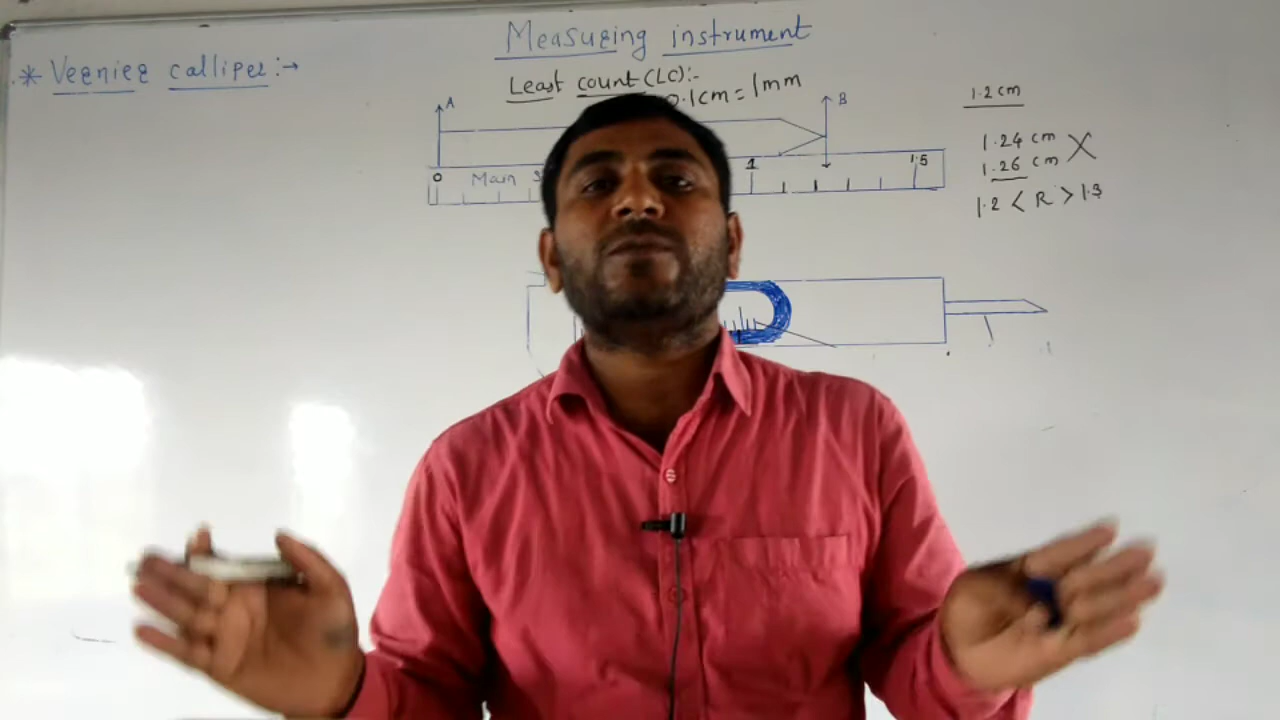 Measuring instrument
* Vernier calliper :→
Least count (LC):-
0.1cm = 1mm
A
B
0
Main
1
1.5
1.2 cm
1.24 cm
1.26 cm
1.2 < R > 1.3